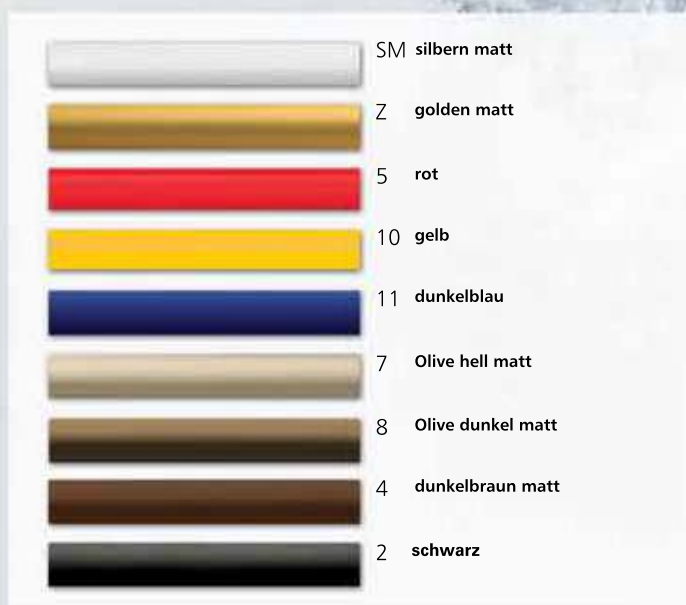 SM silbern matt
Z golden matt
5 rot
10 gelb
11 dunkelblau
7 Olive hell matt
8 Olive dunkel matt
4 dunkelbraun matt
2 schwarz